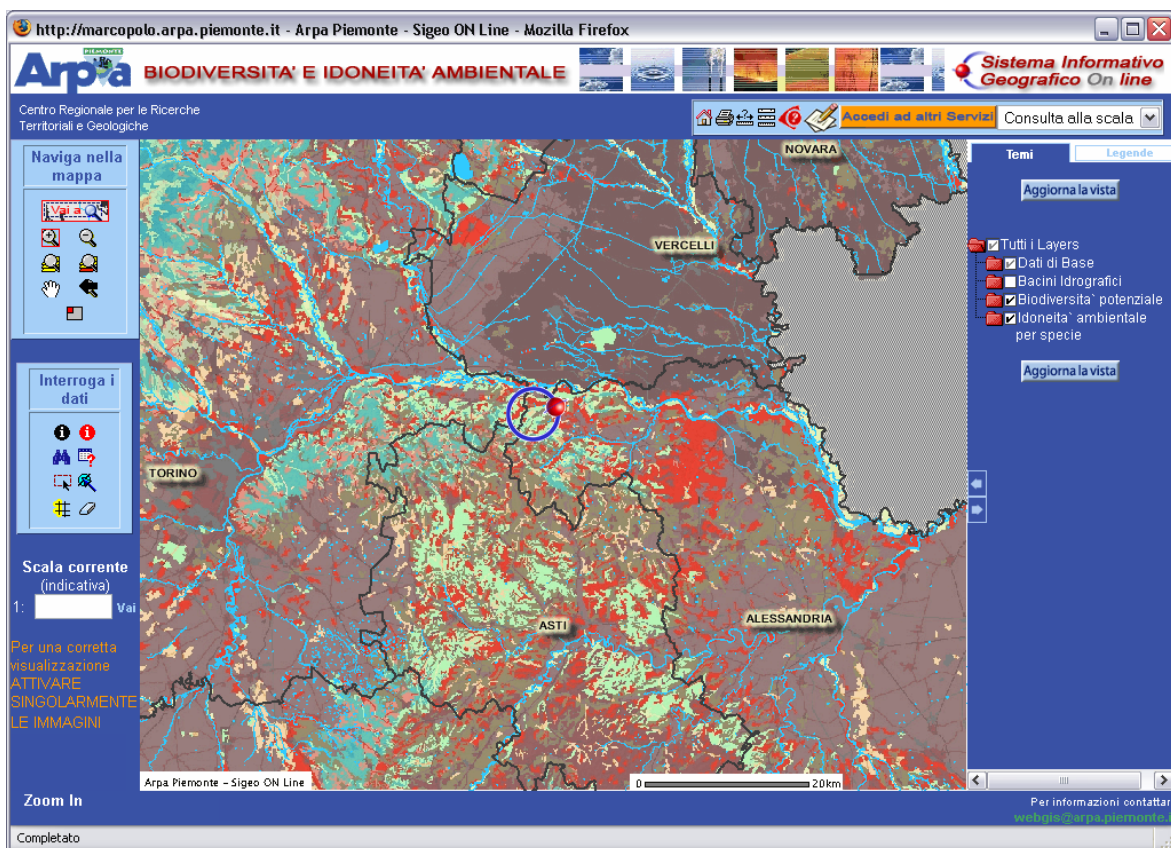 http://marcopolo.arpa.piemonte.it - Arpa Piemonte - Sigeo ON Line - Mozilla Firefox
PIEMONTE
Arpa
BIODIVERSITA' E IDONEITA' AMBIENTALE
Sistema Informativo
Geografico On line
Centro Regionale per le Ricerche
Territoriali e Geologiche
Accedi ad altri Servizi
Consulta alla scala
Naviga nella
mappa
Vai a
Interroga i
dati
Scala corrente
(indicativa)
1:
Vai
Per una corretta
visualizzazione
ATTIVARE
SINGOLARMENTE
LE IMMAGINI
Zoom In
NOVARA
VERCELLI
TORINO
ASTI
ALESSANDRIA
Arpa Piemonte - Sigeo ON Line
0
20km
Temi
Legende
Aggiorna la vista
Tutti i Layers
Dati di Base
Bacini Idrografici
Biodiversita` potenziale
Idoneita` ambientale
per specie
Aggiorna la vista
Per informazioni contattar
webgis@arpa.piemonte.i
Completato